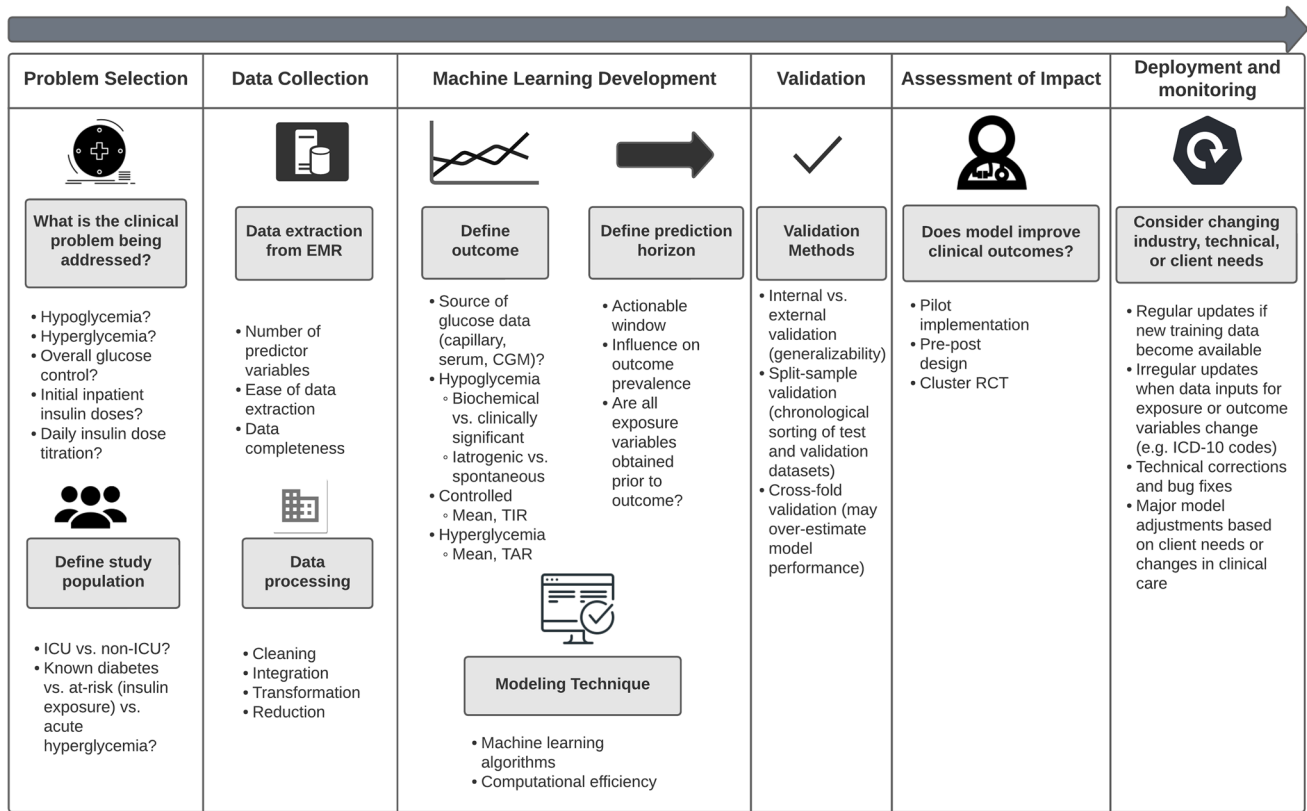 Problem Selection
Data Collection
Machine Learning Development
Validation
Assessment of Impact
Deployment and
monitoring
What is the clinical
problem being
addressed?
• Hypoglycemia?
• Hyperglycemia?
• Overall glucose
control?
• Initial inpatient
insulin doses?
• Daily insulin dose
titration?
Define study
population
• ICU vs. non-ICU?
• Known diabetes
vs. at-risk (insulin
exposure) vs.
acute
hyperglycemia?
Data extraction
from EMR
• Number of
predictor
variables
• Ease of data
extraction
• Data
completeness
Data
processing
• Cleaning
• Integration
• Transformation
• Reduction
Define
outcome
• Source of
glucose data
(capillary,
serum, CGM)?
• Hypoglycemia
◦ Biochemical
vs. clinically
significant
◦ Iatrogenic vs.
spontaneous
• Controlled
◦ Mean, TIR
• Hyperglycemia
◦ Mean, TAR
Define prediction
horizon
• Actionable
window
• Influence on
outcome
prevalence
• Are all
exposure
variables
obtained
prior to
outcome?
Modeling Technique
• Machine learning
algorithms
• Computational efficiency
Validation
Methods
• Internal vs.
external
validation
(generalizability)
• Split-sample
validation
(chronological
sorting of test
and validation
datasets)
• Cross-fold
validation (may
over-estimate
model
performance)
Does model improve
clinical outcomes?
• Pilot
implementation
• Pre-post
design
• Cluster RCT
Consider changing
industry, technical,
or client needs
• Regular updates if
new training data
become available
• Irregular updates
when data inputs for
exposure or outcome
variables change
(e.g. ICD-10 codes)
• Technical corrections
and bug fixes
• Major model
adjustments based
on client needs or
changes in clinical
care